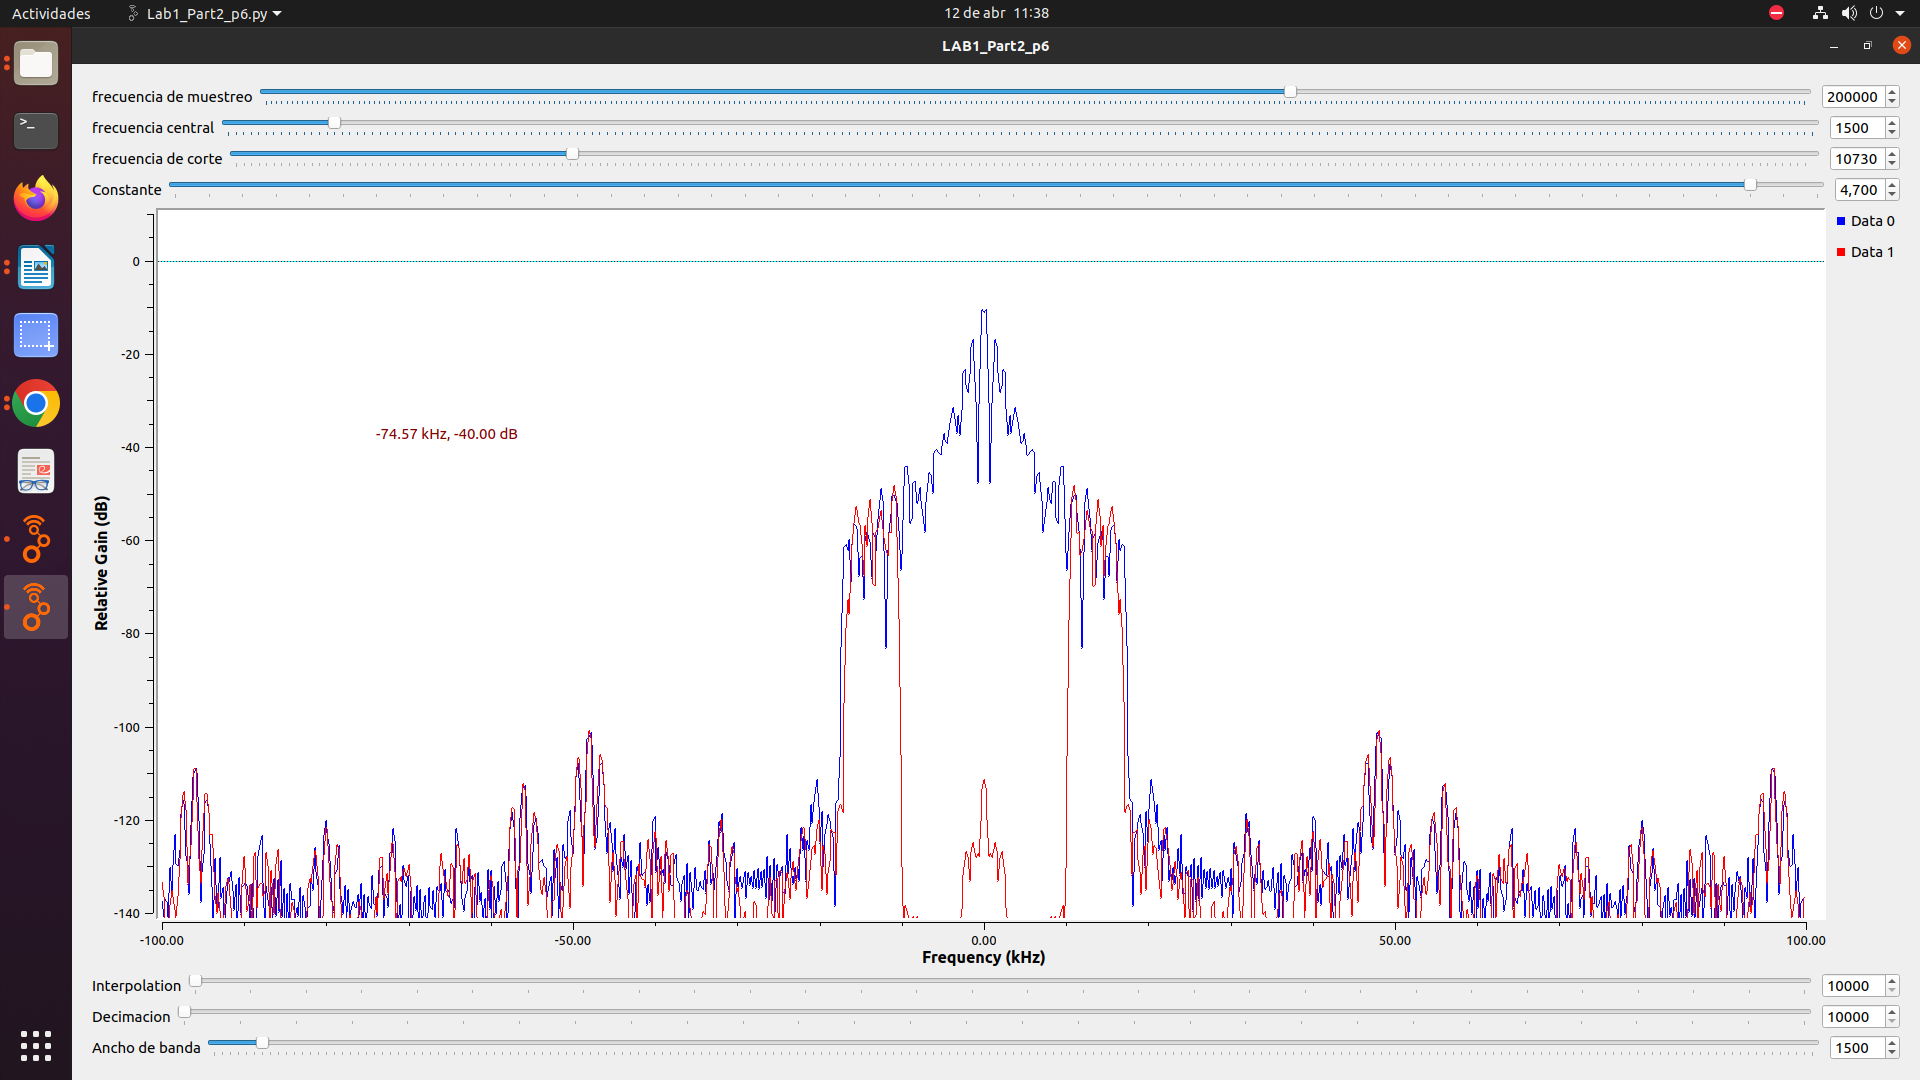 Actividades Lab1_Part2_p6.py 12 de abr 11:38
LAB1_Part2_p6
frecuencia de muestreo 200000
frecuencia central 1500
frecuencia de corte 10730
Constante 4,700
Data 0
Data 1
0
-20
-40
-60
-80
-100
-120
-140
Relative Gain (dB)
-74.57 kHz, -40.00 dB
-100.00 -50.00 0.00 50.00 100.00
Frequency (kHz)
Interpolation 10000
Decimacion 10000
Ancho de banda 1500